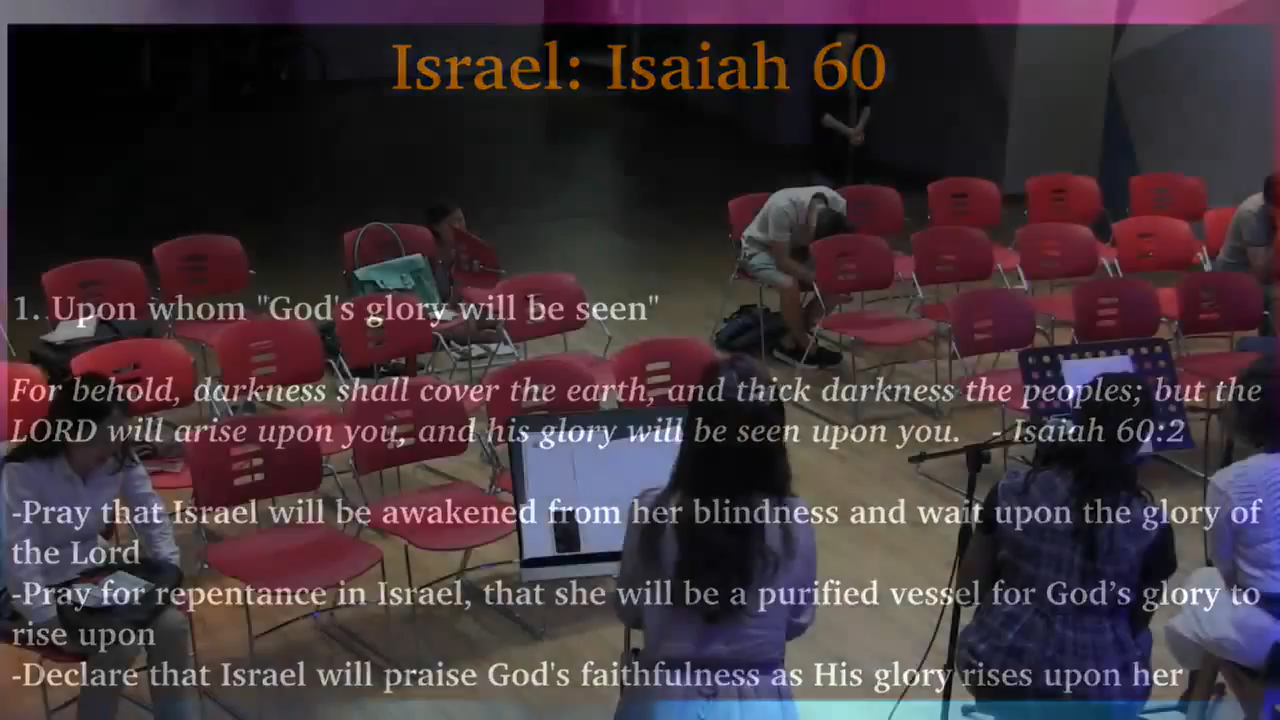 Israel: Isaiah 60
1. Upon whom "God's glory will be seen"
For behold, darkness shall cover the earth, and thick darkness the peoples; but the
LORD will arise upon you, and his glory will be seen upon you. - Isaiah 60:2
-Pray that Israel will be awakened from her blindness and wait upon the glory of
the Lord
-Pray for repentance in Israel, that she will be a purified vessel for God’s glory to
rise upon
-Declare that Israel will praise God's faithfulness as His glory rises upon her